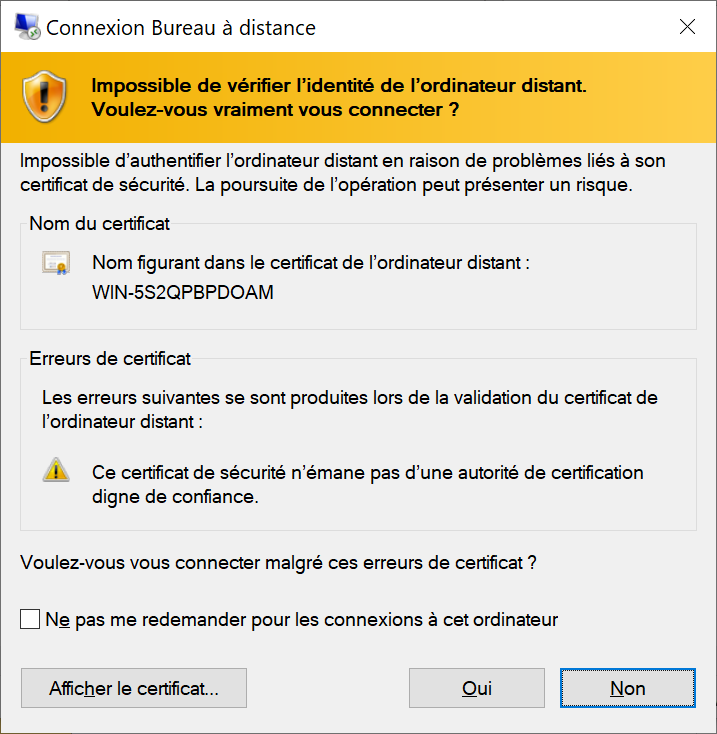 Connexion Bureau à distance
Impossible de vérifier l’identité de l’ordinateur distant.
Voulez-vous vraiment vous connecter ?
Impossible d’authentifier l’ordinateur distant en raison de problèmes liés à son
certificat de sécurité. La poursuite de l’opération peut présenter un risque.
Nom du certificat
Nom figurant dans le certificat de l’ordinateur distant :
WIN-5S2QPBPDOAM
Erreurs de certificat
Les erreurs suivantes se sont produites lors de la validation du certificat de
l’ordinateur distant :
Ce certificat de sécurité n’émane pas d’une autorité de certification
digne de confiance.
Voulez-vous vous connecter malgré ces erreurs de certificat ?
Ne pas me redemander pour les connexions à cet ordinateur
Afficher le certificat...
Oui
Non